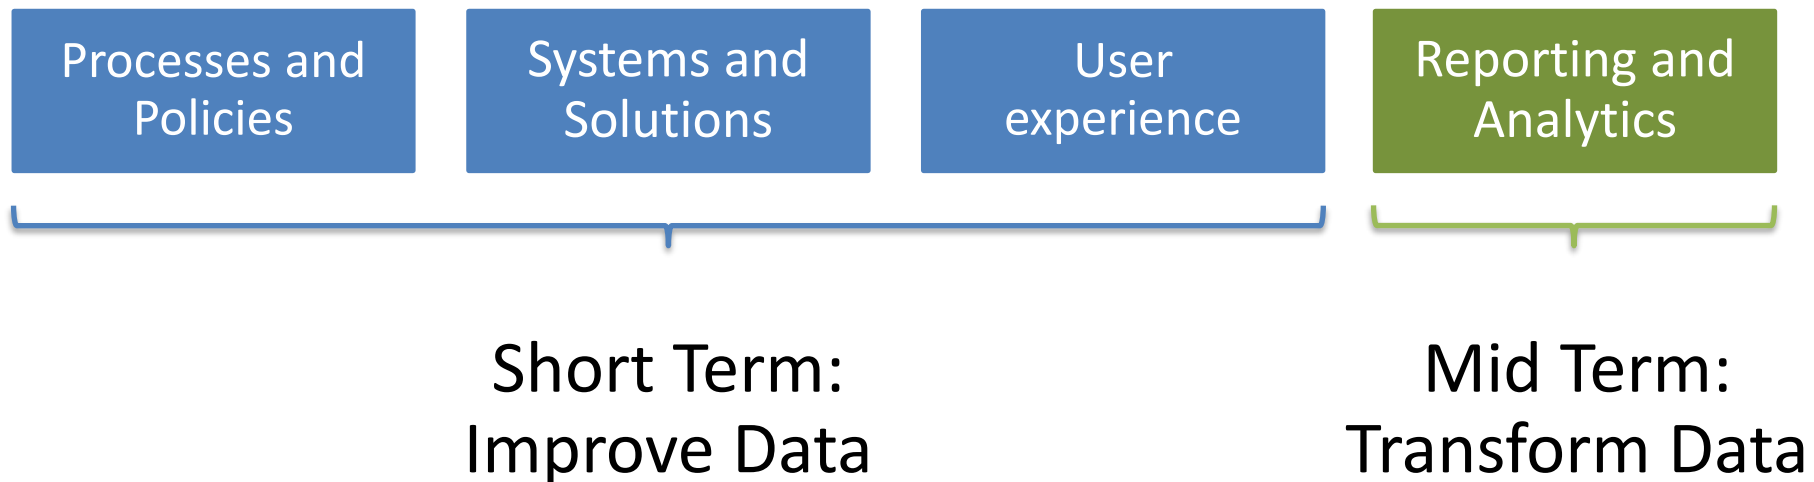 Processes and
Policies
Systems and
Solutions
User
experience
Reporting and
Analytics
Short Term:
Improve Data
Mid Term:
Transform Data